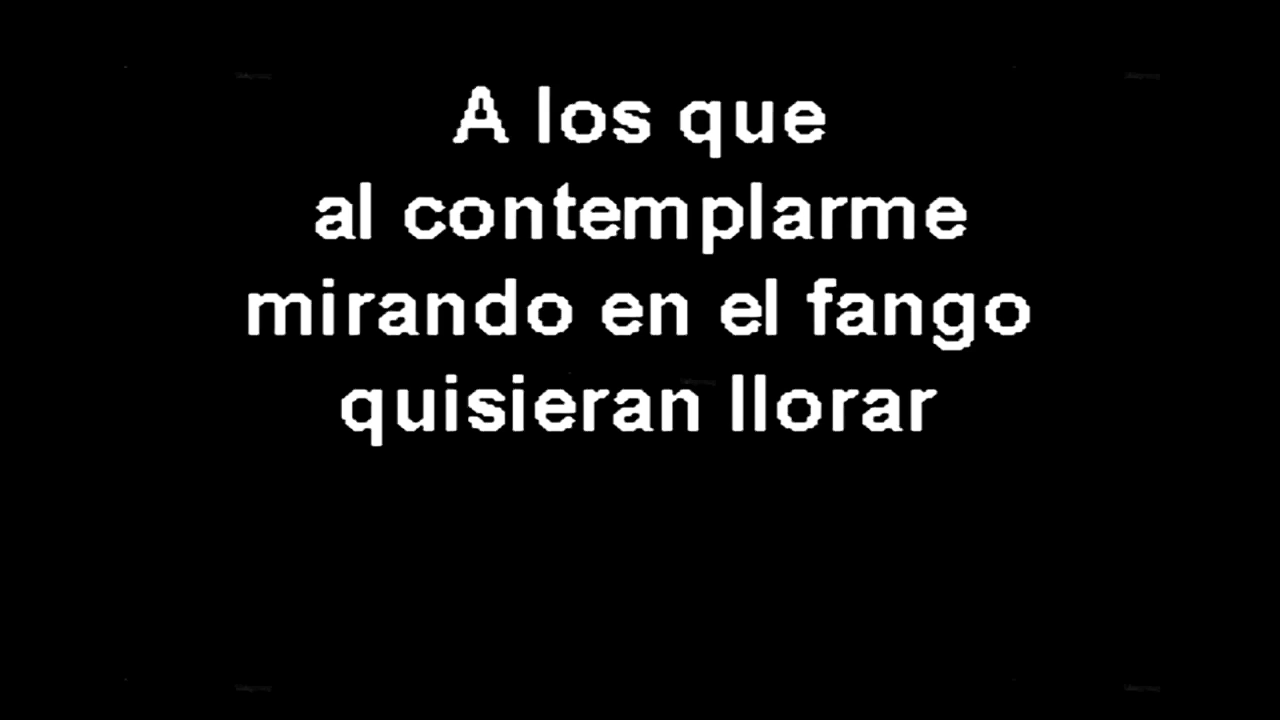 A los que
al contemplarme
mirando en el fango
quisieran llorar